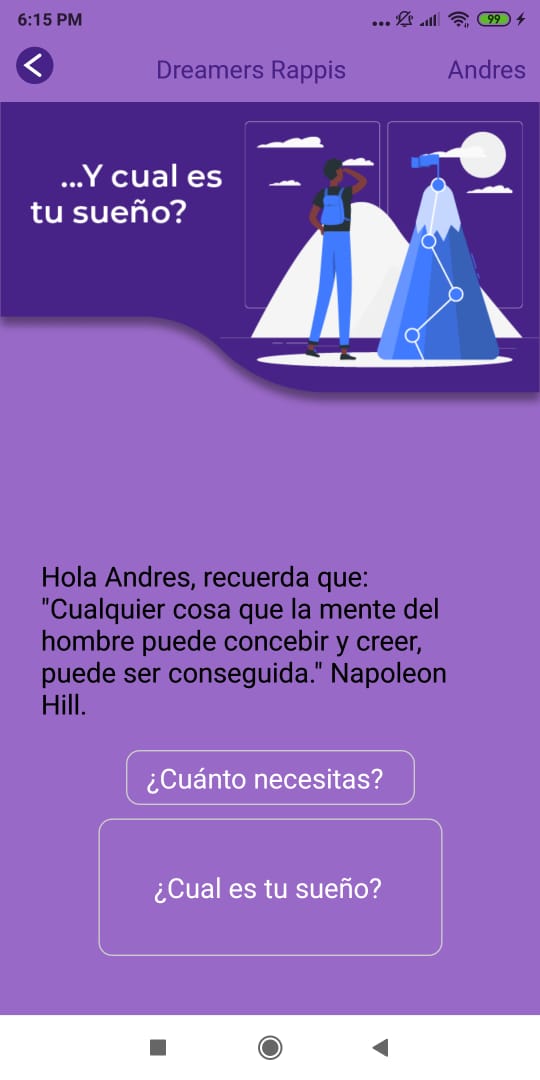 6:15 PM
99
Dreamers Rappis
Andres
...Y cual es
tu sueño?
Hola Andres, recuerda que:
"Cualquier cosa que la mente del
hombre puede concebir y creer,
puede ser conseguida." Napoleon
Hill.
¿Cuánto necesitas?
¿Cual es tu sueño?